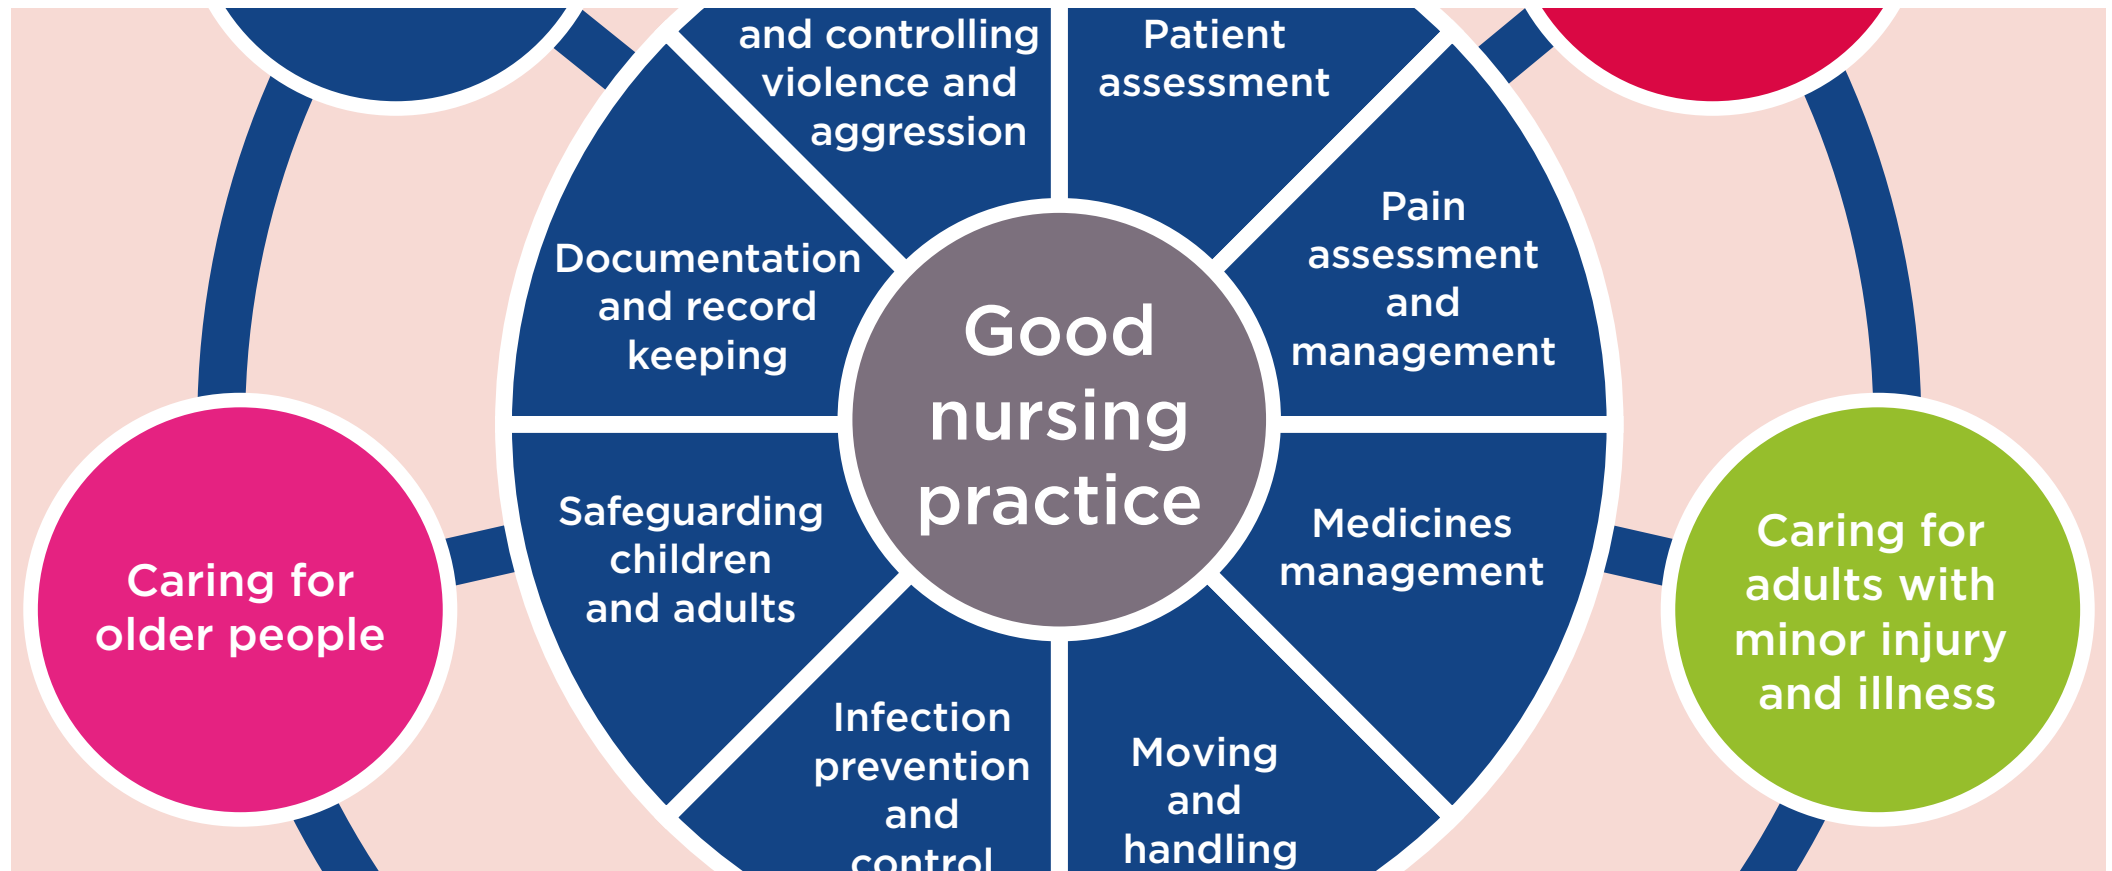 and controlling
violence and
aggression
Patient
assessment
Pain
assessment
and
management
Documentation
and record
keeping
Good
nursing
practice
Safeguarding
children
and adults
Medicines
management
Caring for
older people
Caring for
adults with
minor injury
and illness
Infection
prevention
and
control
Moving
and
handling